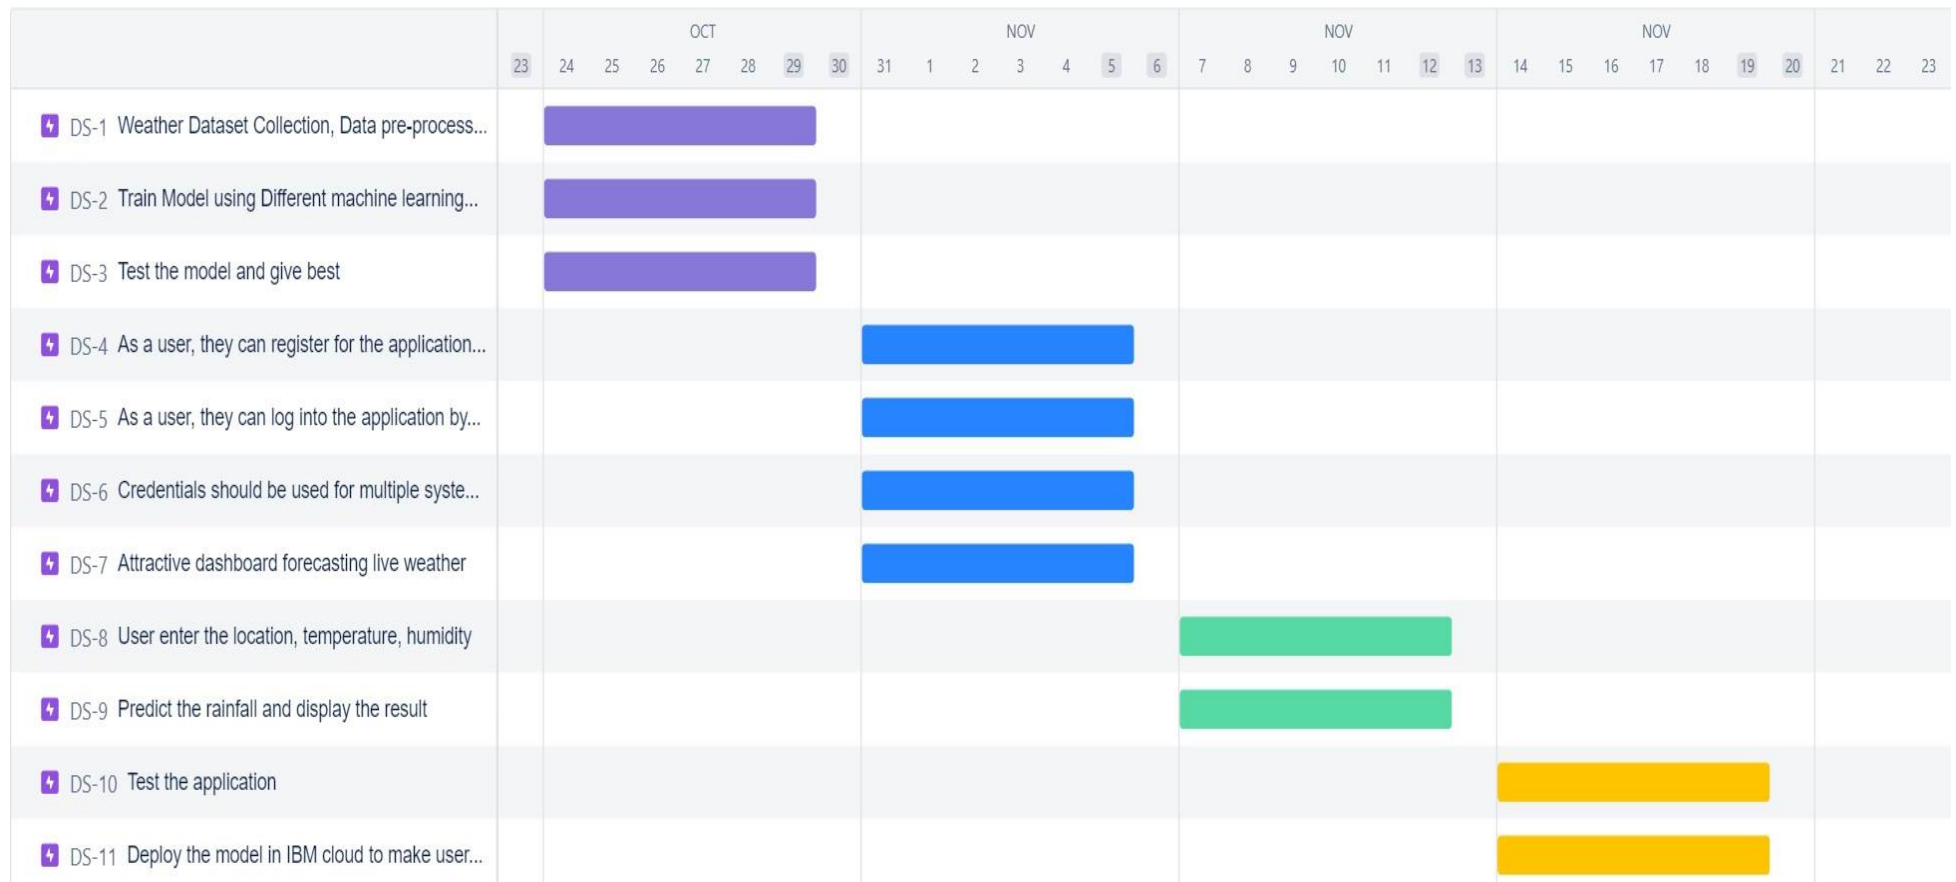 OCT NOV NOV NOV
23 24 25 26 27 28 29 30 31 1 2 3 4 5 6 7 8 9 10 11 12 13 14 15 16 17 18 19 20 21 22 23
DS-1 Weather Dataset Collection, Data pre-process...
DS-2 Train Model using Different machine learning...
DS-3 Test the model and give best
DS-4 As a user, they can register for the application...
DS-5 As a user, they can log into the application by...
DS-6 Credentials should be used for multiple syste...
DS-7 Attractive dashboard forecasting live weather
DS-8 User enter the location, temperature, humidity
DS-9 Predict the rainfall and display the result
DS-10 Test the application
DS-11 Deploy the model in IBM cloud to make user...